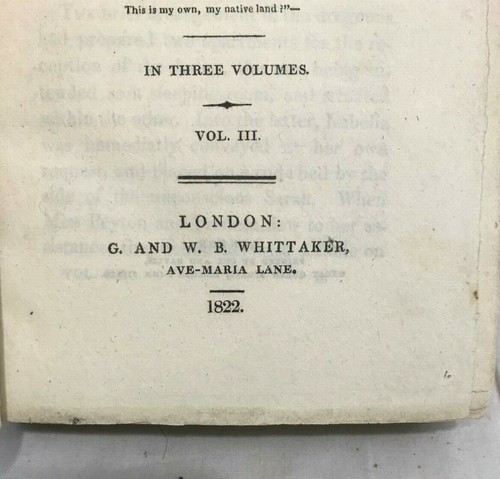 This is my own, my native land?"—
IN THREE VOLUMES.
VOL. III.
LONDON:
G. AND W. B. WHITTAKER,
AVE-MARIA LANE.
1822.